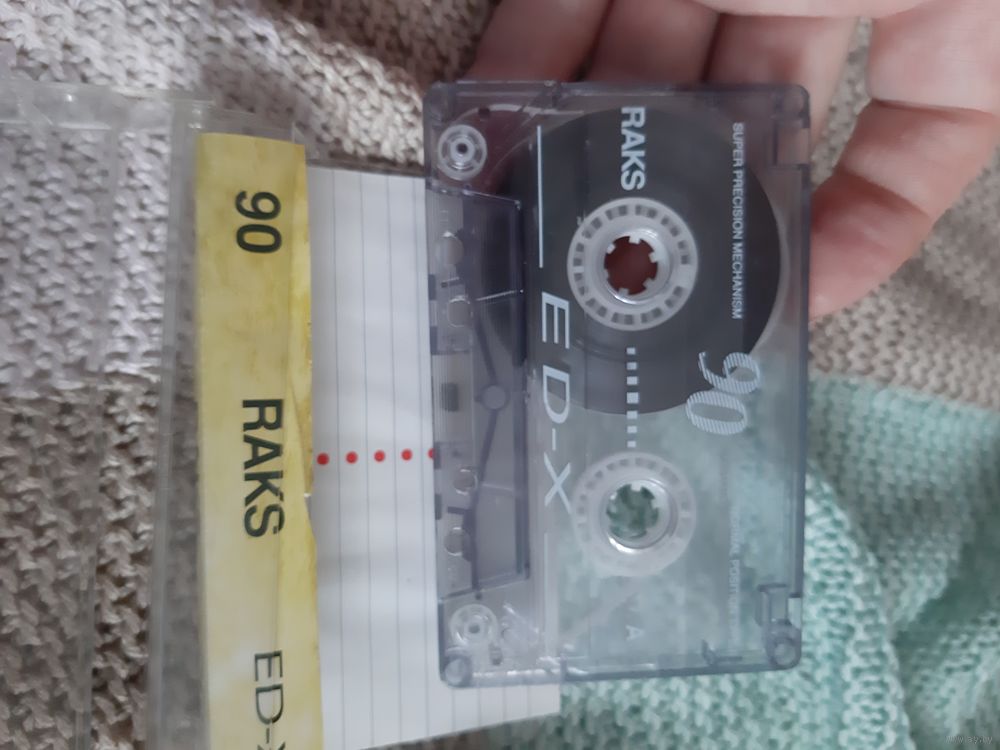 90 RAKS ED-X
RAKS
SUPER PRECISION MECHANISM
90
ED-X
A